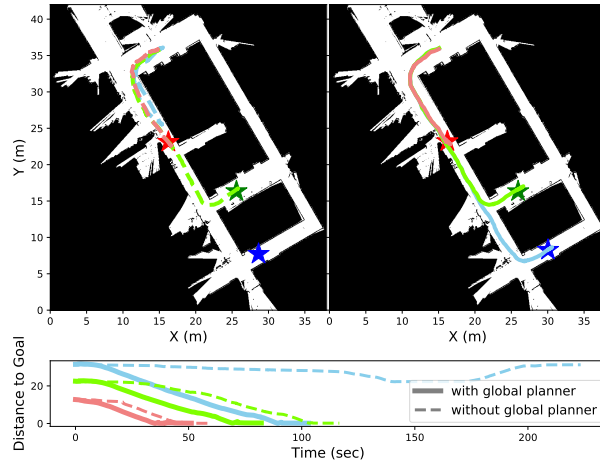 40
35
30
25
20
15
10
5
0
Y (m)
0 5 10 15 20 25 30 0 5 10 15 20 25 30
X (m) X (m)
Distance to Goal
20
0
with global planner
without global planner
0 50 100 150 200
Time (sec)